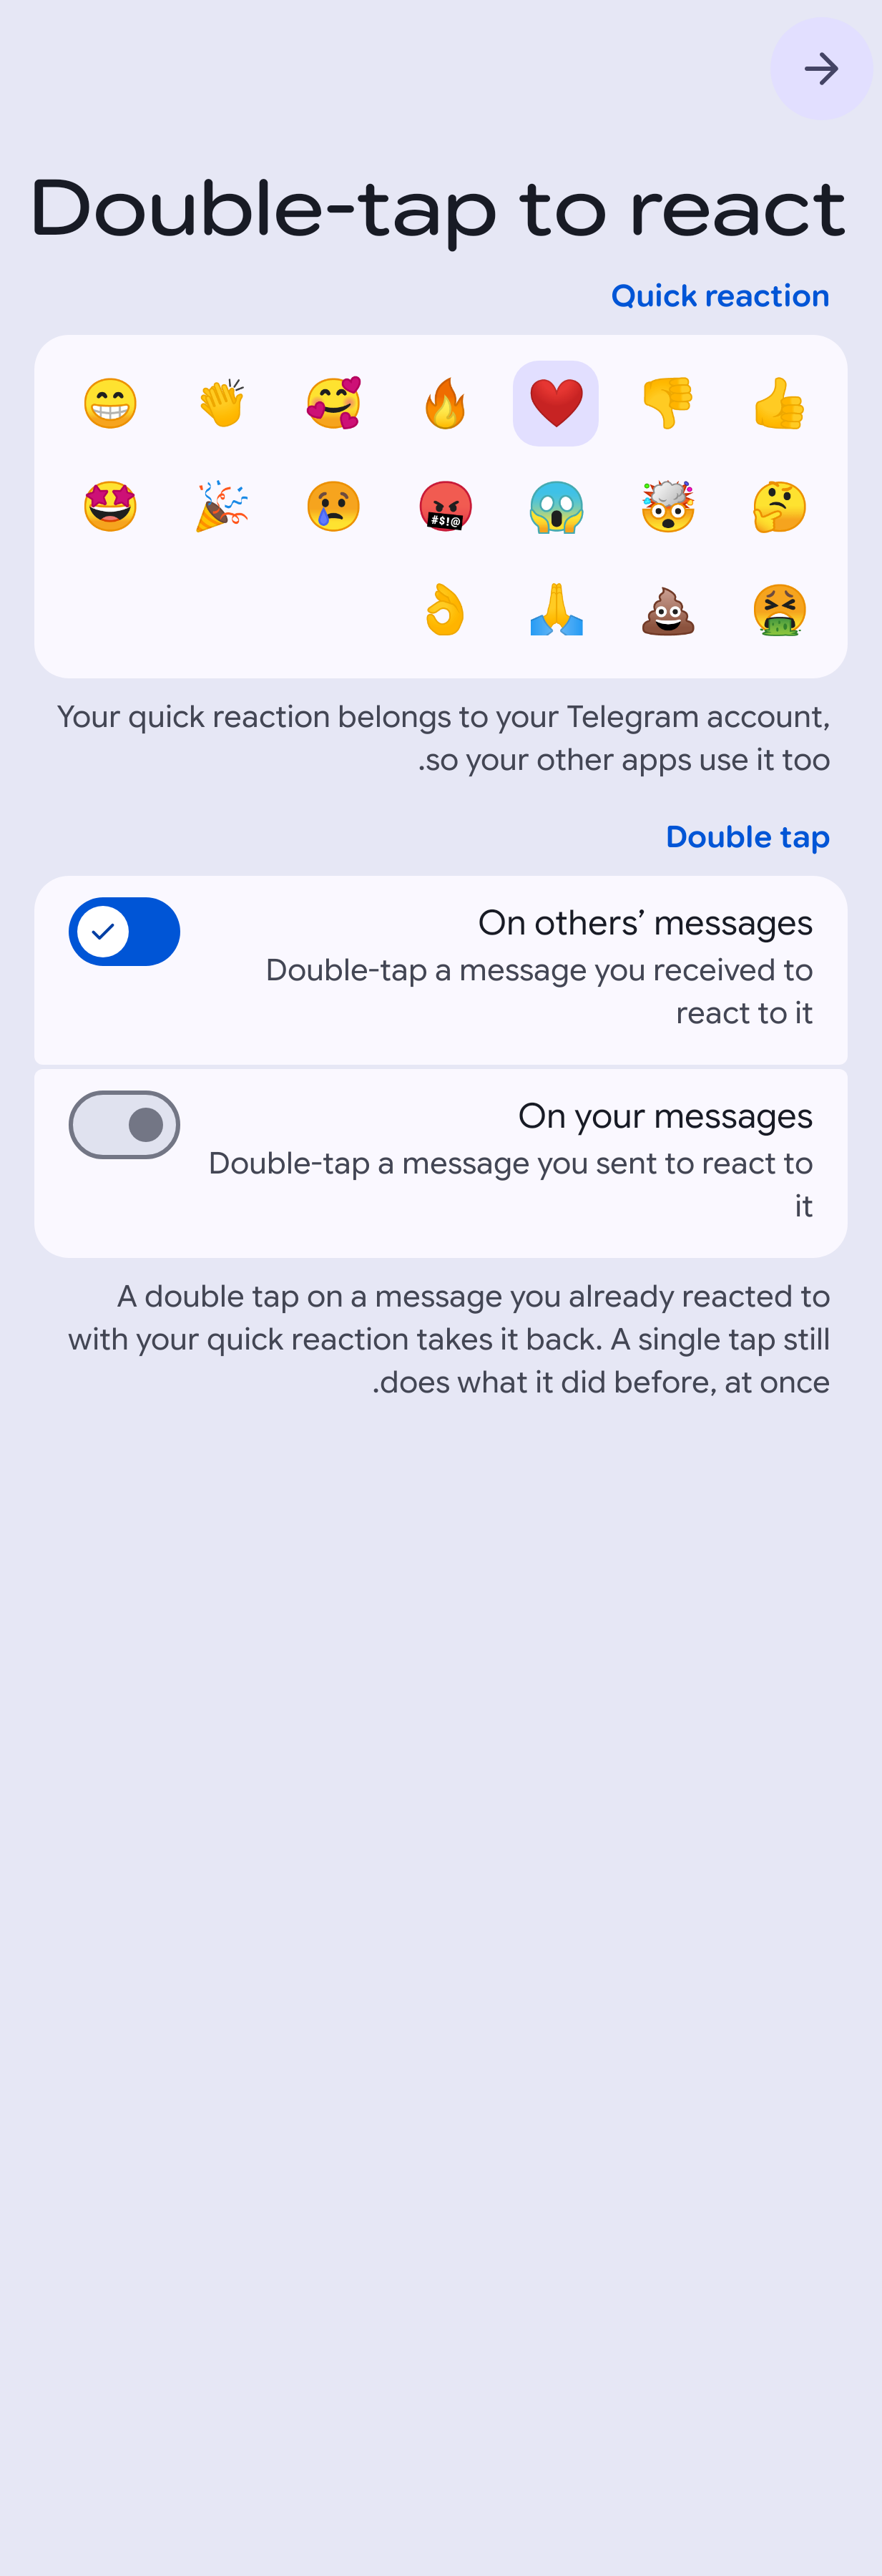 Double-tap to react
Quick reaction
#$!@
Your quick reaction belongs to your Telegram account,
.so your other apps use it too
Double tap
On others’ messages
Double-tap a message you received to
react to it
On your messages
Double-tap a message you sent to react to
it
A double tap on a message you already reacted to
with your quick reaction takes it back. A single tap still
.does what it did before, at once